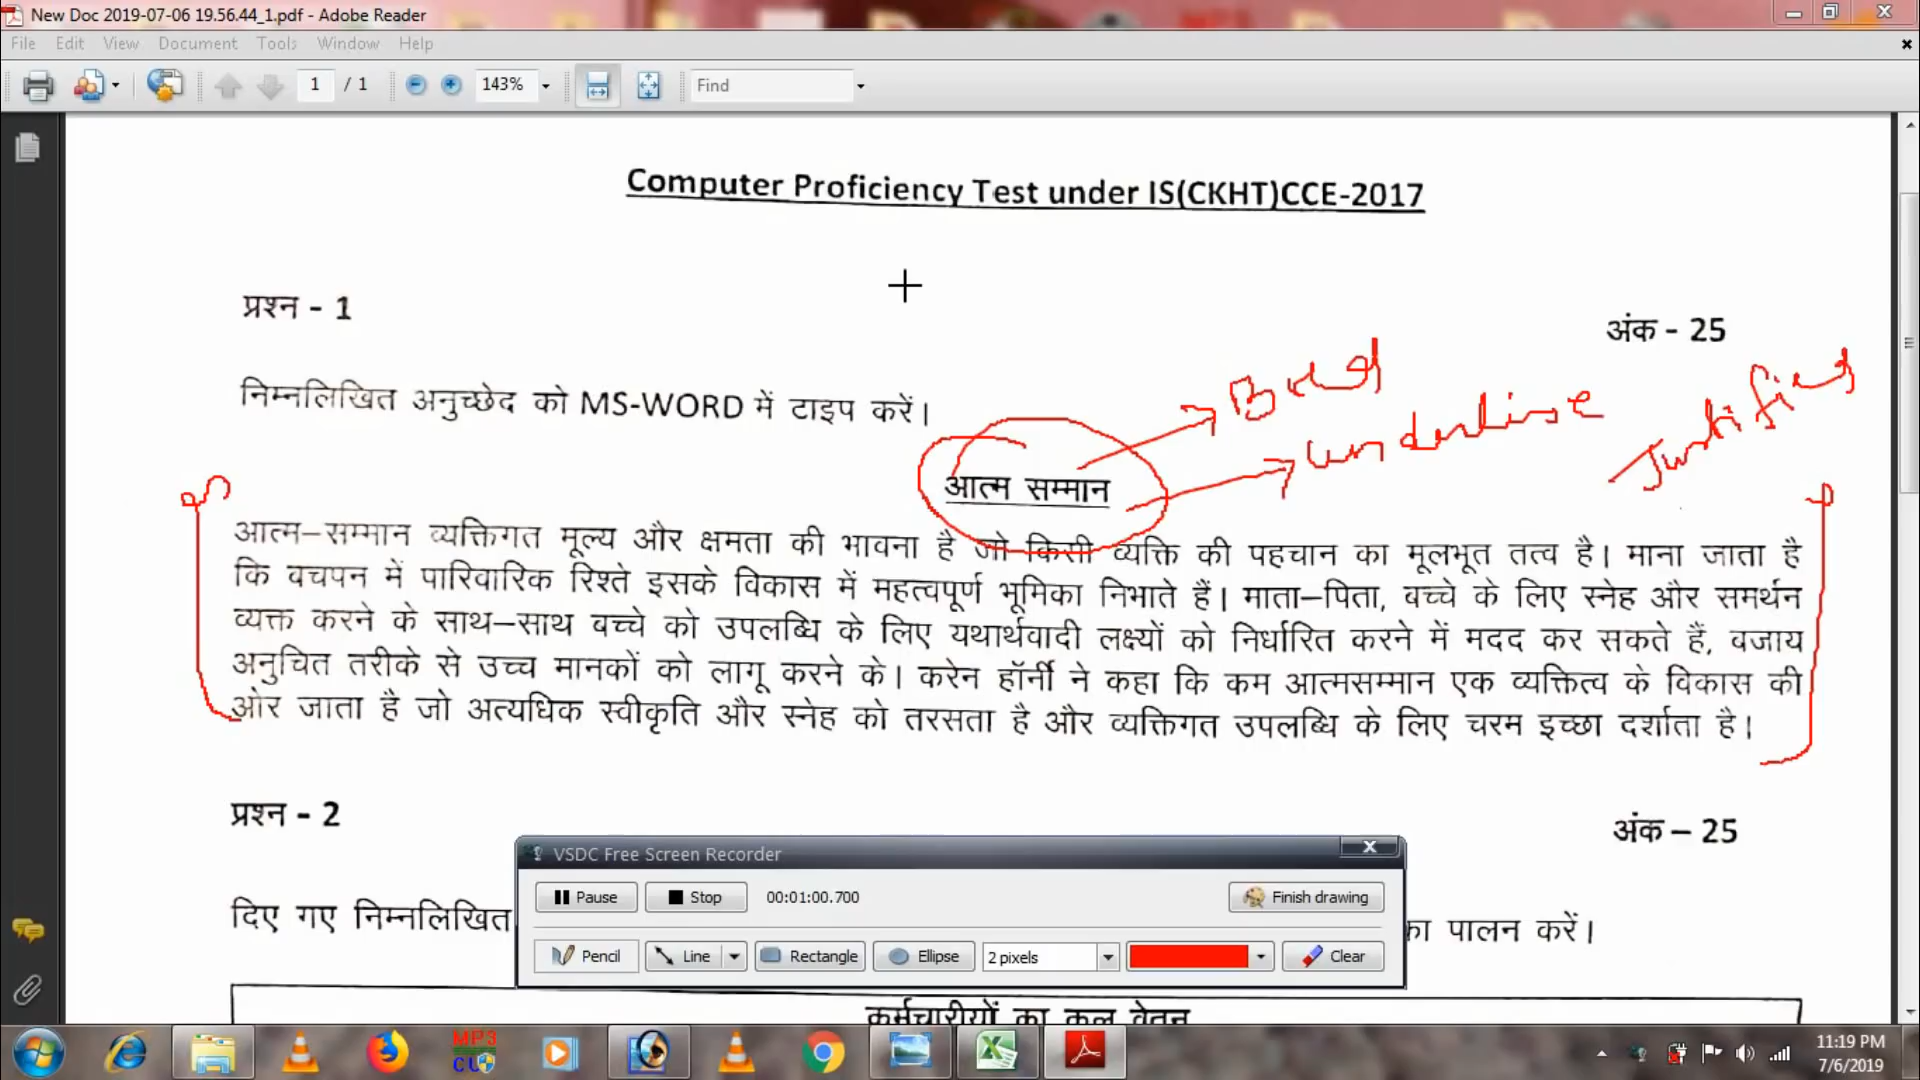 New Doc 2019-07-06 19.56.44_1.pdf - Adobe Reader
File Edit View Document Tools Window Help
1 / 1 143% Find
Computer Proficiency Test under IS(CKHT)CCE-2017
प्रश्न - 1
अंक - 25
निम्नलिखित अनुच्छेद को MS-WORD में टाइप करें।
Bold
underline
Justified
आत्म सम्मान
आत्म–सम्मान व्यक्तिगत मूल्य और क्षमता की भावना है जो किसी व्यक्ति की पहचान का मूलभूत तत्व है। माना जाता है
कि बचपन में पारिवारिक रिश्ते इसके विकास में महत्वपूर्ण भूमिका निभाते हैं। माता–पिता, बच्चे के लिए स्नेह और समर्थन
व्यक्त करने के साथ–साथ बच्चे को उपलब्धि के लिए यथार्थवादी लक्ष्यों को निर्धारित करने में मदद कर सकते हैं, वजाय
अनुचित तरीके से उच्च मानकों को लागू करने के। करेन हॉर्नी ने कहा कि कम आत्मसम्मान एक व्यक्तित्व के विकास की
ओर जाता है जो अत्यधिक स्वीकृति और स्नेह को तरसता है और व्यक्तिगत उपलब्धि के लिए चरम इच्छा दर्शाता है।
प्रश्न - 2
अंक – 25
VSDC Free Screen Recorder
Pause Stop 00:01:00.700 Finish drawing
दिए गए निम्नलिखित का पालन करें।
Pencil Line Rectangle Ellipse 2 pixels Clear
कर्मचारीयों का कुल वेतन
MP3
CU
11:19 PM
7/6/2019